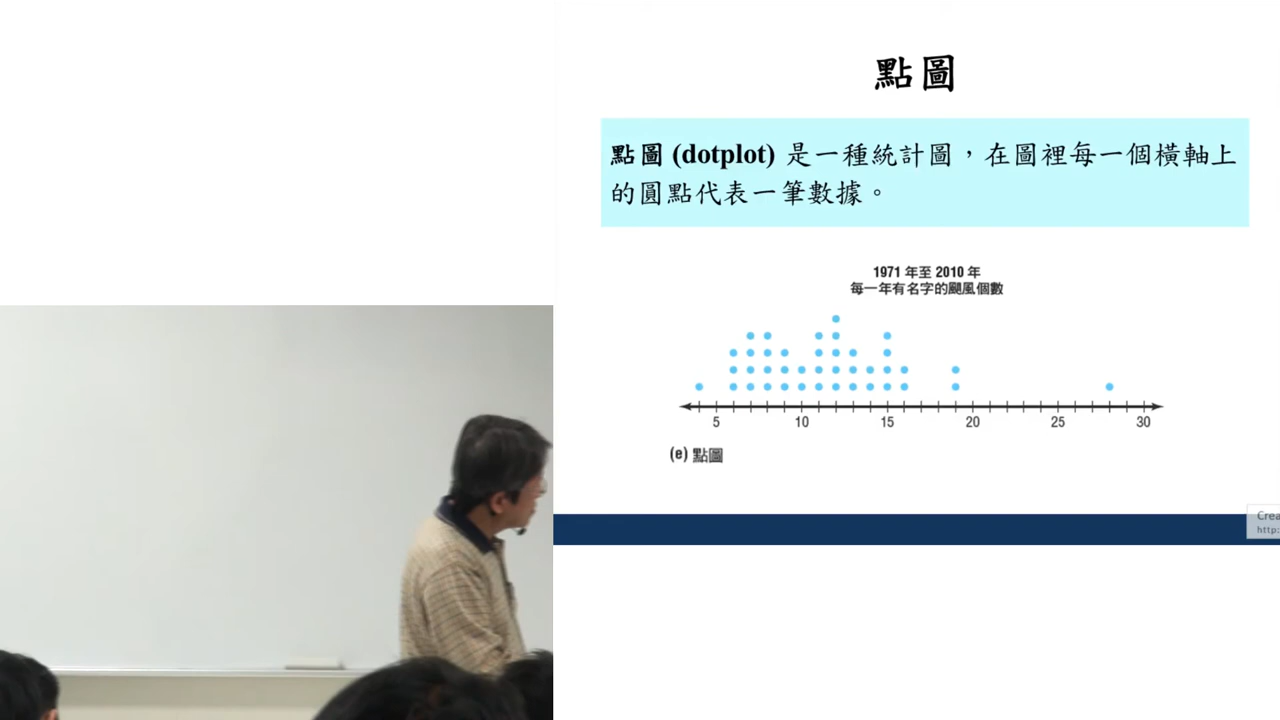 點圖
點圖 (dotplot) 是一種統計圖，在圖裡每一個橫軸上
的圓點代表一筆數據。
1971 年至 2010 年
每一年有名字的颶風個數
5 10 15 20 25 30
(e) 點圖
Crea
http: